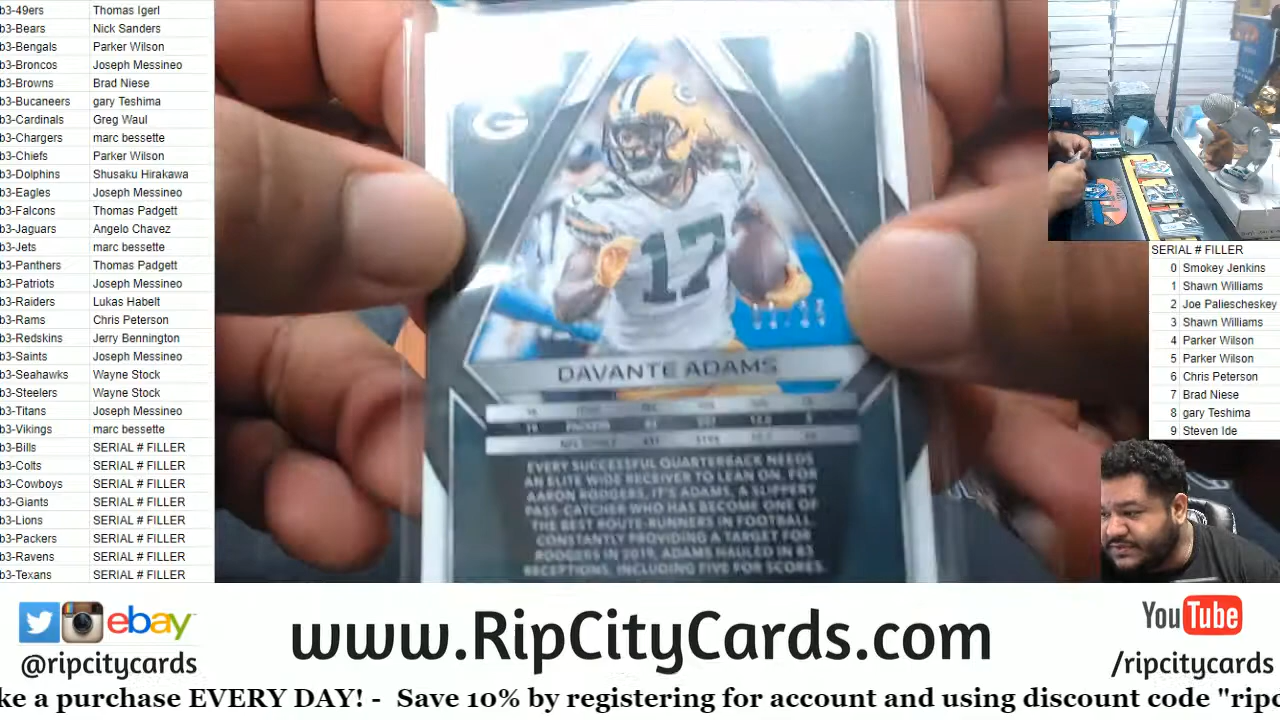 b3-49ers Thomas Igerl
b3-Bears Nick Sanders
b3-Bengals Parker Wilson
b3-Broncos Joseph Messineo
b3-Browns Brad Niese
b3-Bucaneers gary Teshima
b3-Cardinals Greg Waul
b3-Chargers marc bessette
b3-Chiefs Parker Wilson
b3-Dolphins Shusaku Hirakawa
b3-Eagles Joseph Messineo
b3-Falcons Thomas Padgett
b3-Jaguars Angelo Chavez
b3-Jets marc bessette
b3-Panthers Thomas Padgett
b3-Patriots Joseph Messineo
b3-Raiders Lukas Habelt
b3-Rams Chris Peterson
b3-Redskins Jerry Bennington
b3-Saints Joseph Messineo
b3-Seahawks Wayne Stock
b3-Steelers Wayne Stock
b3-Titans Joseph Messineo
b3-Vikings marc bessette
b3-Bills SERIAL # FILLER
b3-Colts SERIAL # FILLER
b3-Cowboys SERIAL # FILLER
b3-Giants SERIAL # FILLER
b3-Lions SERIAL # FILLER
b3-Packers SERIAL # FILLER
b3-Ravens SERIAL # FILLER
b3-Texans SERIAL # FILLER
G
17
DAVANTE ADAMS
EVERY SUCCESSFUL QUARTERBACK NEEDS
AN ELITE WIDE RECEIVER TO LEAN ON. FOR
AARON RODGERS, IT'S ADAMS, A SLIPPERY
PASS-CATCHER WHO HAS BECOME ONE OF
THE BEST ROUTE-RUNNERS IN FOOTBALL.
CONSTANTLY PROVIDING A TARGET FOR
RODGERS IN 2019, ADAMS HAULED IN 83
RECEPTIONS, INCLUDING FIVE FOR SCORES.
SERIAL # FILLER
0 Smokey Jenkins
1 Shawn Williams
2 Joe Paliescheskey
3 Shawn Williams
4 Parker Wilson
5 Parker Wilson
6 Chris Peterson
7 Brad Niese
8 gary Teshima
9 Steven Ide
ebay
@ripcitycards
www.RipCityCards.com
YouTube
/ripcitycards
ke a purchase EVERY DAY! - Save 10% by registering for account and using discount code "ripc